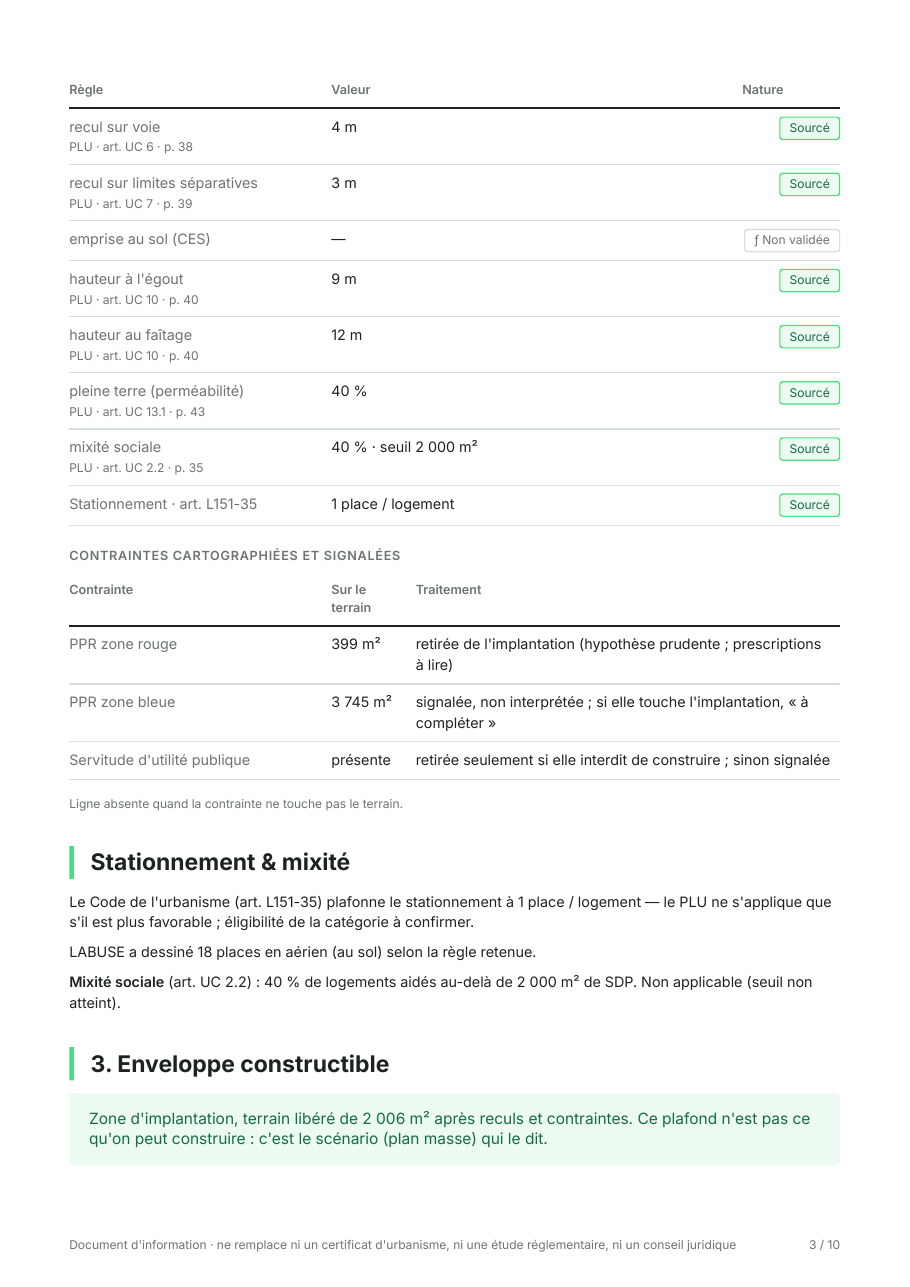 Règle Valeur Nature
recul sur voie 4 m Sourcé
PLU · art. UC 6 · p. 38
recul sur limites séparatives 3 m Sourcé
PLU · art. UC 7 · p. 39
emprise au sol (CES) — ƒ Non validée
hauteur à l'égout 9 m Sourcé
PLU · art. UC 10 · p. 40
hauteur au faîtage 12 m Sourcé
PLU · art. UC 10 · p. 40
pleine terre (perméabilité) 40 % Sourcé
PLU · art. UC 13.1 · p. 43
mixité sociale 40 % · seuil 2 000 m² Sourcé
PLU · art. UC 2.2 · p. 35
Stationnement · art. L151-35 1 place / logement Sourcé
CONTRAINTES CARTOGRAPHIÉES ET SIGNALÉES
Contrainte Sur le terrain Traitement
PPR zone rouge 399 m² retirée de l'implantation (hypothèse prudente ; prescriptions
à lire)
PPR zone bleue 3 745 m² signalée, non interprétée ; si elle touche l'implantation, « à
compléter »
Servitude d'utilité publique présente retirée seulement si elle interdit de construire ; sinon signalée
Ligne absente quand la contrainte ne touche pas le terrain.
Stationnement & mixité
Le Code de l'urbanisme (art. L151-35) plafonne le stationnement à 1 place / logement — le PLU ne s'applique que
s'il est plus favorable ; éligibilité de la catégorie à confirmer.
LABUSE a dessiné 18 places en aérien (au sol) selon la règle retenue.
Mixité sociale (art. UC 2.2) : 40 % de logements aidés au-delà de 2 000 m² de SDP. Non applicable (seuil non
atteint).
3. Enveloppe constructible
Zone d'implantation, terrain libéré de 2 006 m² après reculs et contraintes. Ce plafond n'est pas ce
qu'on peut construire : c'est le scénario (plan masse) qui le dit.
Document d'information · ne remplace ni un certificat d'urbanisme, ni une étude réglementaire, ni un conseil juridique 3 / 10